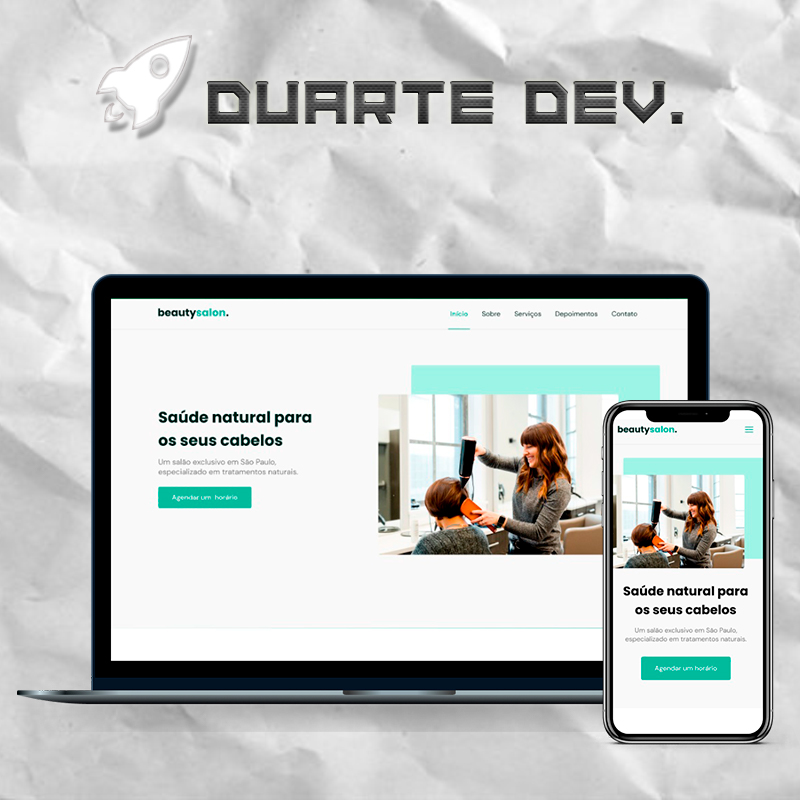 DUARTE DEV.
beautysalon.
Início Sobre Serviços Depoimentos Contato
Saúde natural para
os seus cabelos
Um salão exclusivo em São Paulo,
especializado em tratamentos naturais.
Agendar um horário
beautysalon.
Saúde natural para
os seus cabelos
Um salão exclusivo em São Paulo,
especializado em tratamentos naturais.
Agendar um horário